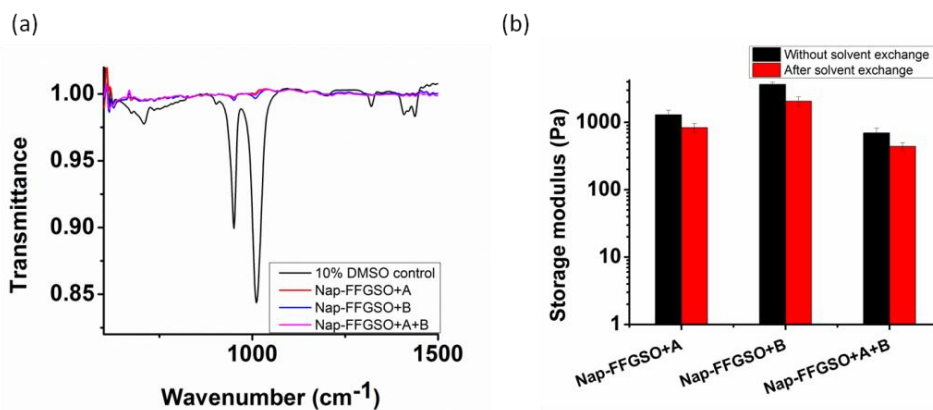 (a)
1.00
0.95
0.90
0.85
Transmittance
10% DMSO control
Nap-FFGSO+A
Nap-FFGSO+B
Nap-FFGSO+A+B
1000
1500
Wavenumber (cm-1)
(b)
Without solvent exchange
After solvent exchange
1000
100
10
1
Storage modulus (Pa)
Nap-FFGSO+A
Nap-FFGSO+B
Nap-FFGSO+A+B